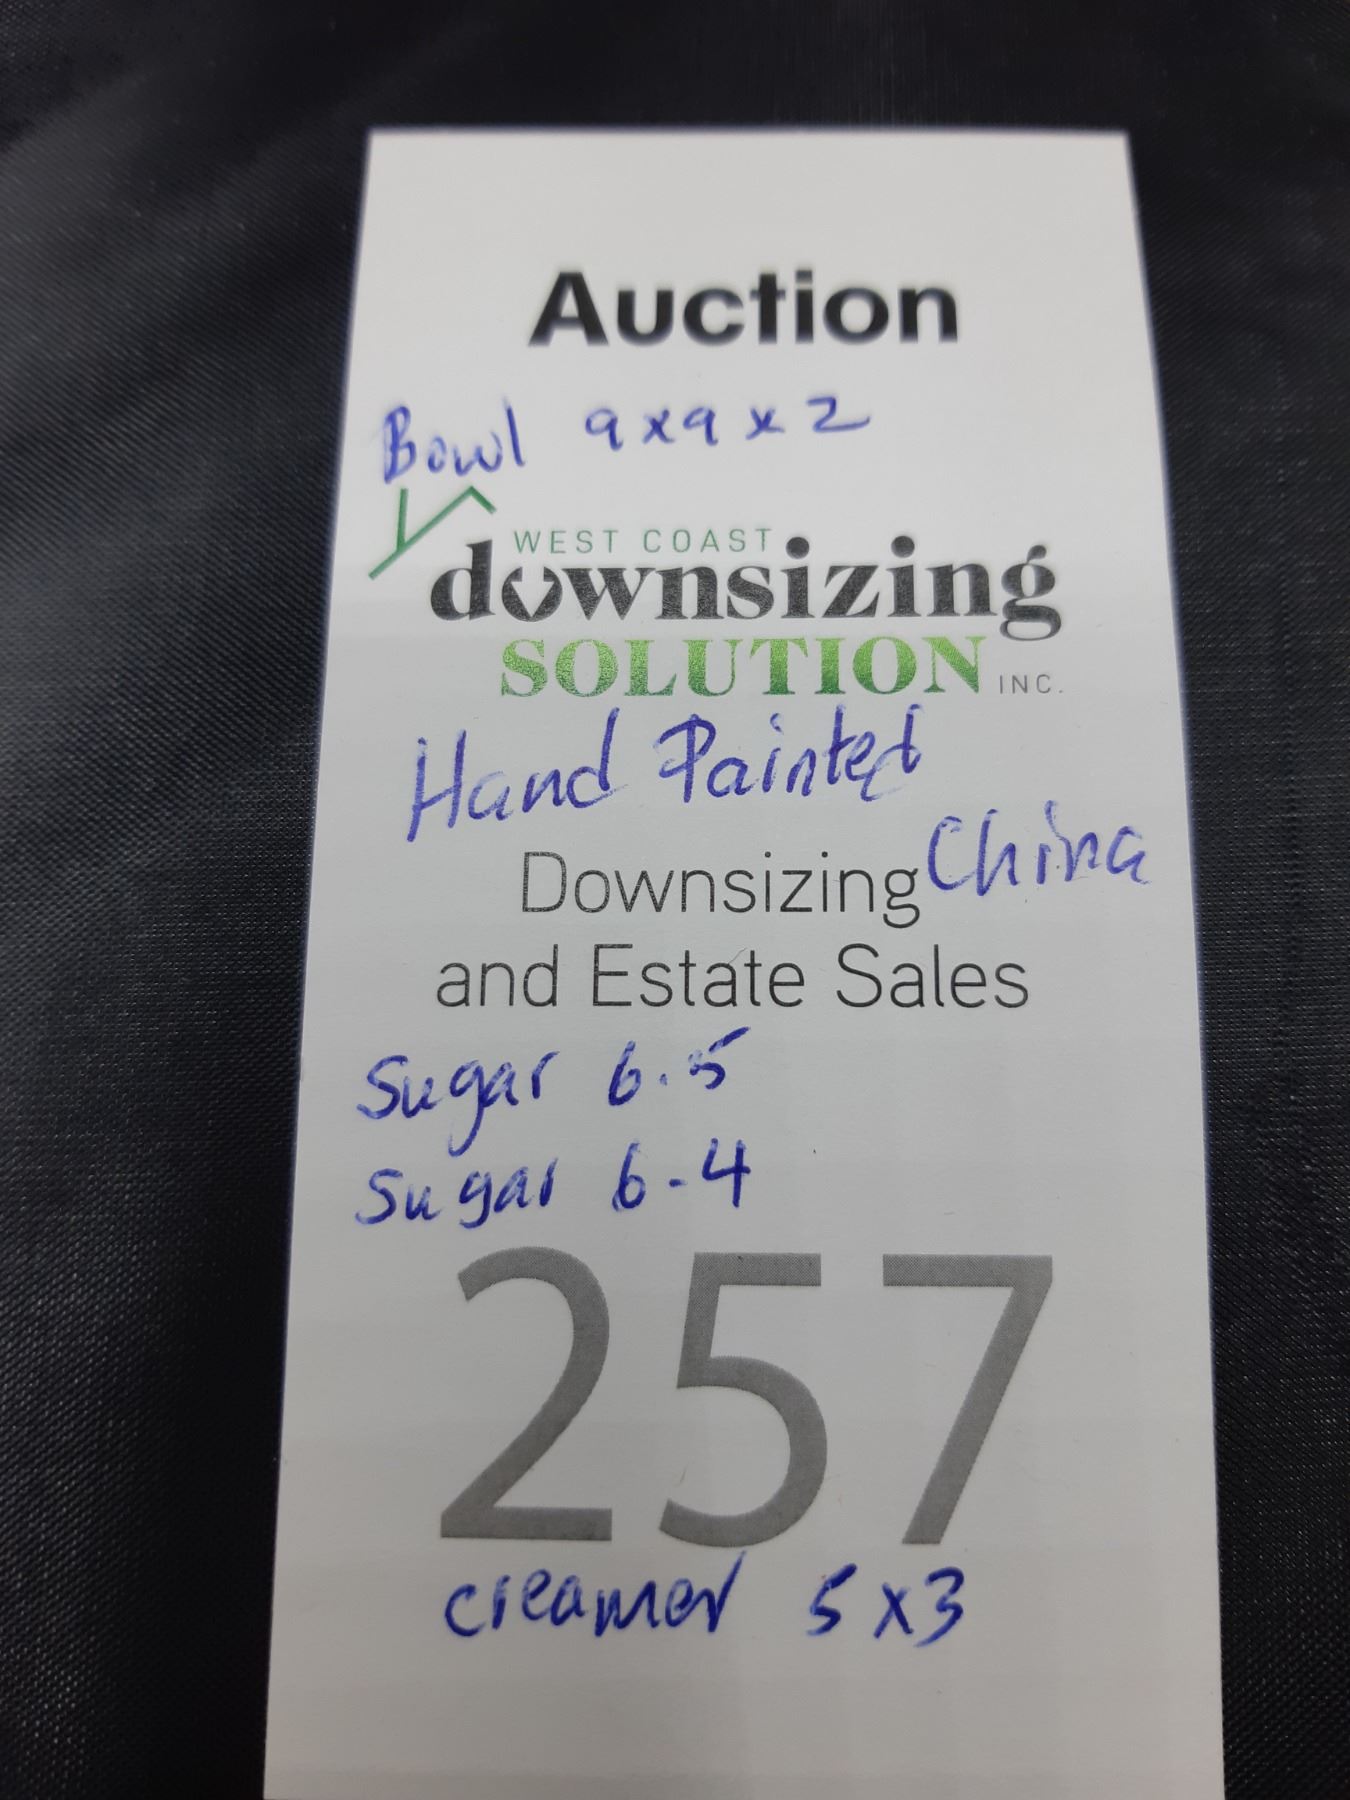 Auction
Bowl 9x9x2
WEST COAST
downsizing
SOLUTION INC.
Hand Painted
China
Downsizing
and Estate Sales
Sugar 6.5
Sugar 6-4
257
creamer 5x3